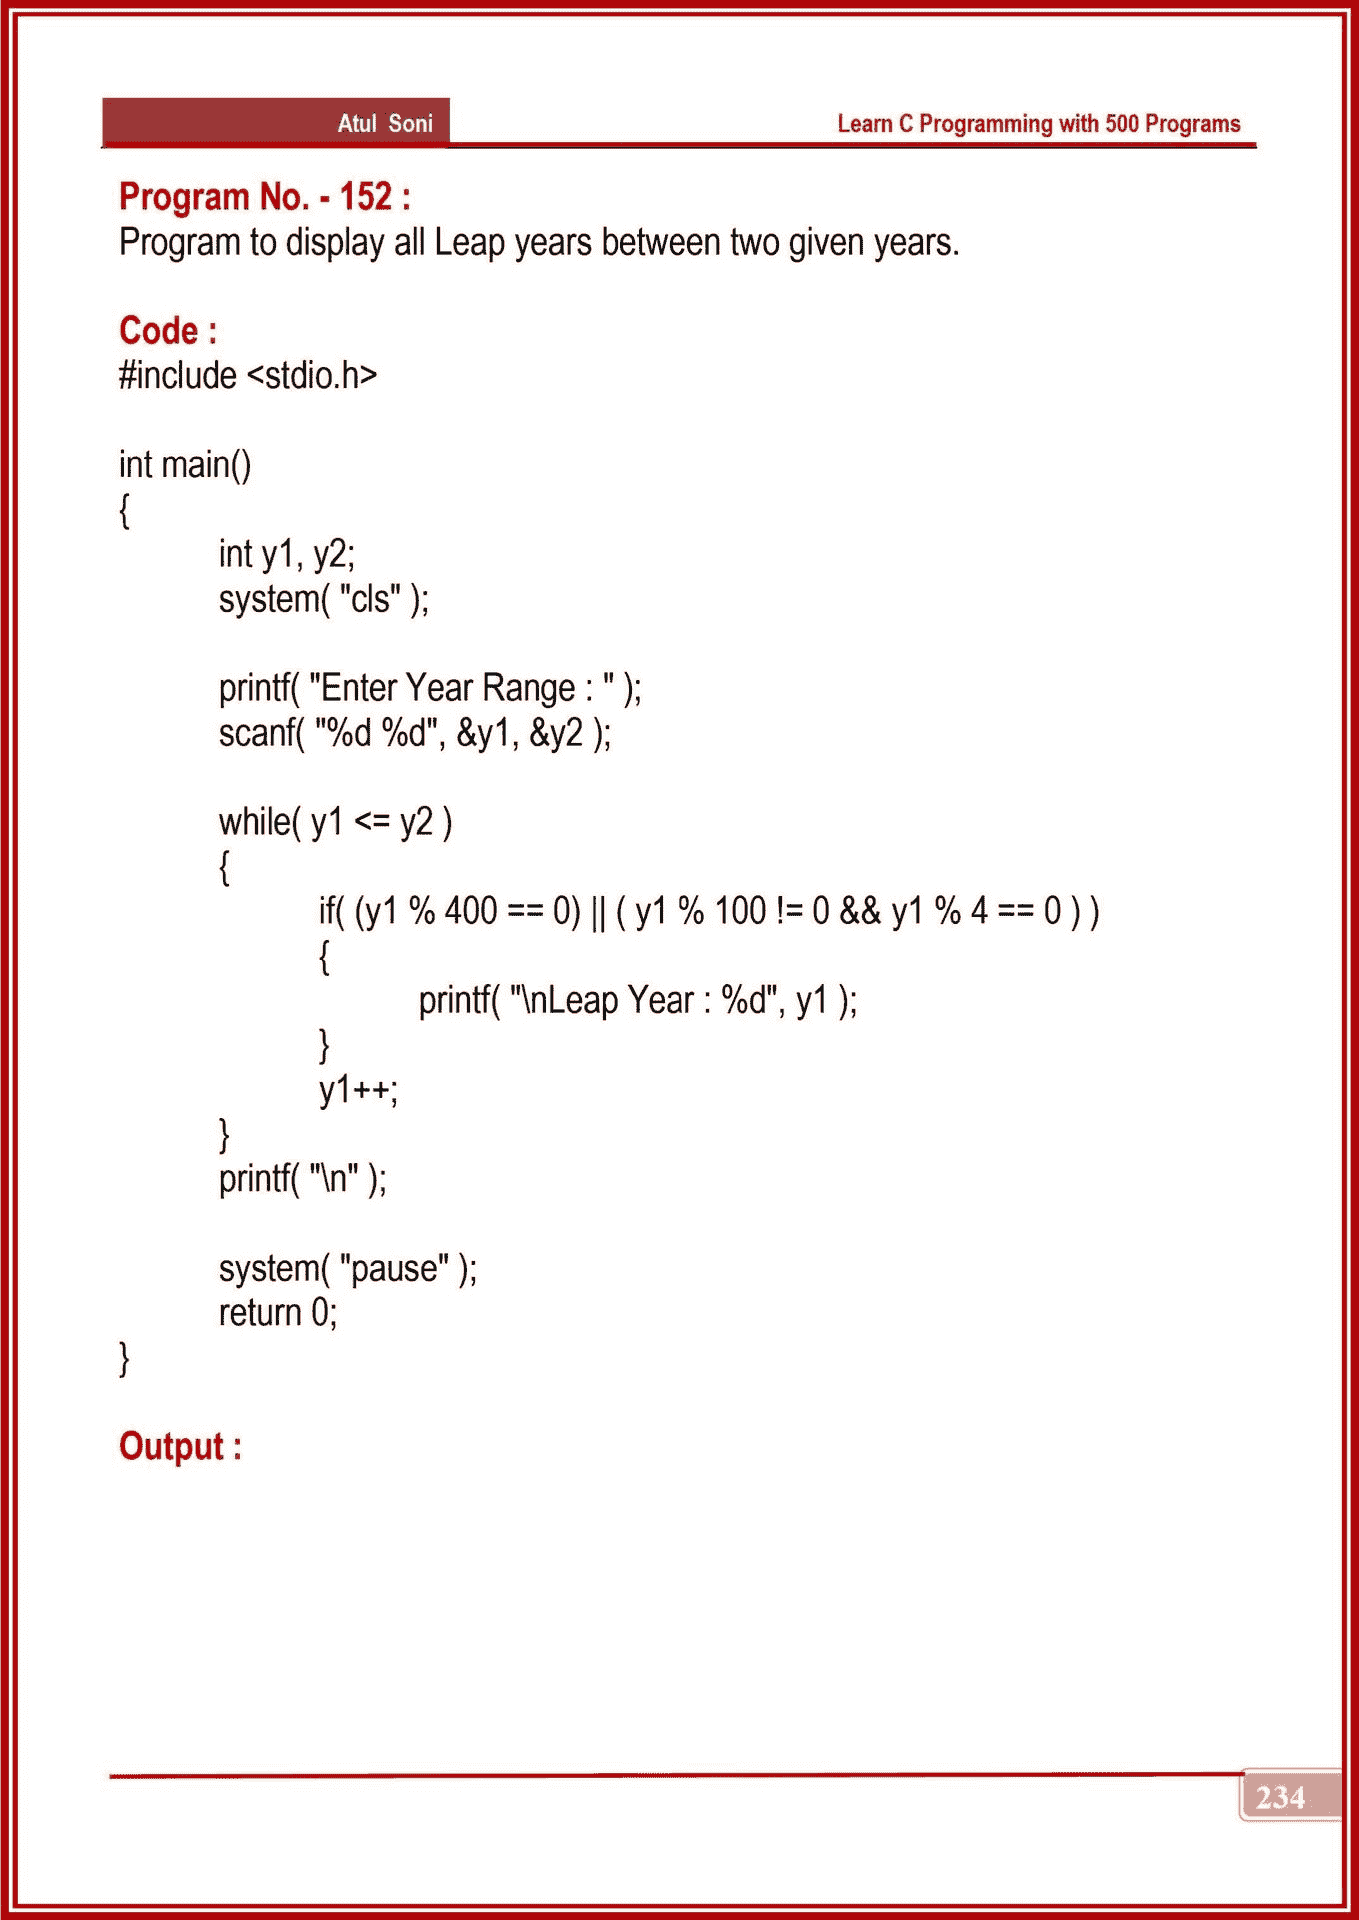 Atul Soni
Learn C Programming with 500 Programs
Program No. - 152 :
Program to display all Leap years between two given years.
Code :
#include <stdio.h>
int main()
{
int y1, y2;
system( "cls" );
printf( "Enter Year Range : " );
scanf( "%d %d", &y1, &y2 );
while( y1 <= y2 )
{
if( (y1 % 400 == 0) || ( y1 % 100 != 0 && y1 % 4 == 0 ) )
{
printf( "\nLeap Year : %d", y1 );
}
y1++;
}
printf( "\n" );
system( "pause" );
return 0;
}
Output :
234